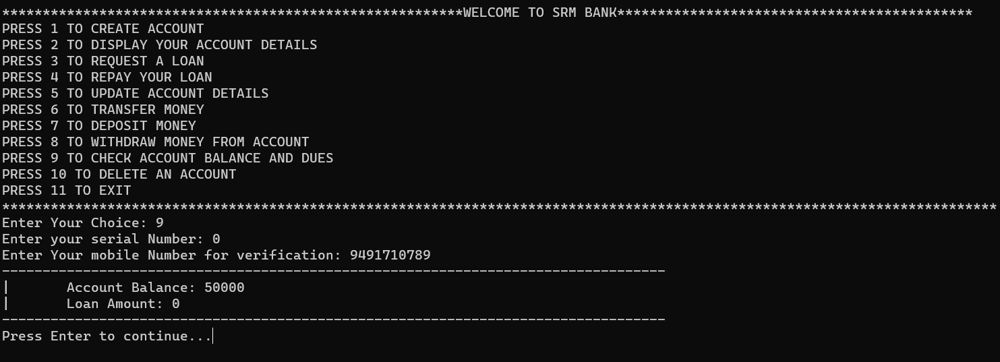 *********************************************************WELCOME TO SRM BANK********************************************
PRESS 1 TO CREATE ACCOUNT
PRESS 2 TO DISPLAY YOUR ACCOUNT DETAILS
PRESS 3 TO REQUEST A LOAN
PRESS 4 TO REPAY YOUR LOAN
PRESS 5 TO UPDATE ACCOUNT DETAILS
PRESS 6 TO TRANSFER MONEY
PRESS 7 TO DEPOSIT MONEY
PRESS 8 TO WITHDRAW MONEY FROM ACCOUNT
PRESS 9 TO CHECK ACCOUNT BALANCE AND DUES
PRESS 10 TO DELETE AN ACCOUNT
PRESS 11 TO EXIT
***************************************************************************************************************************
Enter Your Choice: 9
Enter your serial Number: 0
Enter Your mobile Number for verification: 9491710789
----------------------------------------------------------------------------------
|       Account Balance: 50000
|       Loan Amount: 0
----------------------------------------------------------------------------------
Press Enter to continue...